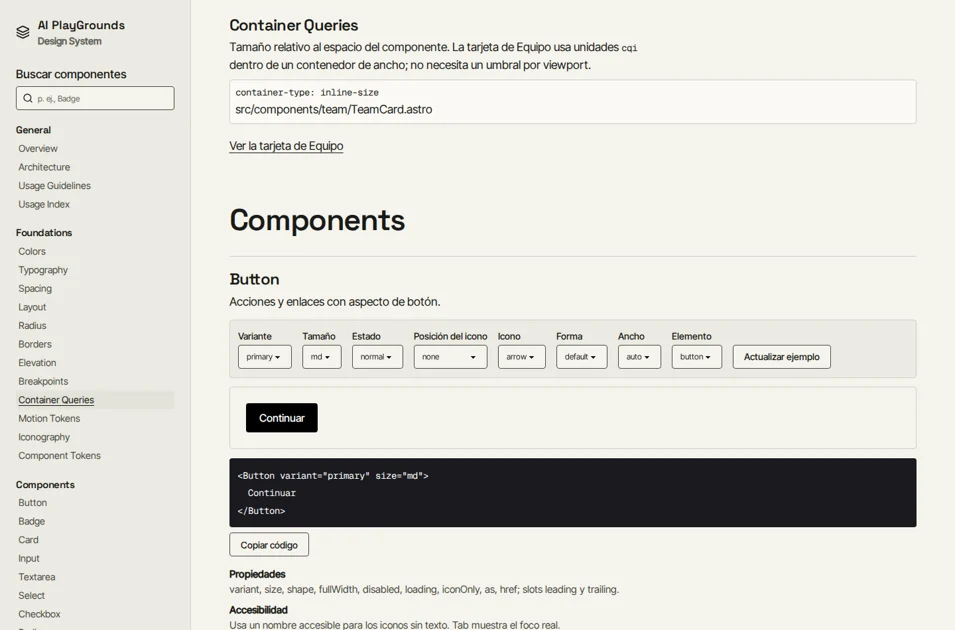 AI PlayGrounds
Design System
Buscar componentes
p. ej., Badge
General
Overview
Architecture
Usage Guidelines
Usage Index
Foundations
Colors
Typography
Spacing
Layout
Radius
Borders
Elevation
Breakpoints
Container Queries
Motion Tokens
Iconography
Component Tokens
Components
Button
Badge
Card
Input
Textarea
Select
Checkbox
Container Queries
Tamaño relativo al espacio del componente. La tarjeta de Equipo usa unidades cqi
dentro de un contenedor de ancho; no necesita un umbral por viewport.
container-type: inline-size
src/components/team/TeamCard.astro
Ver la tarjeta de Equipo
Components
Button
Acciones y enlaces con aspecto de botón.
Variante Tamaño Estado Posición del icono Icono Forma Ancho Elemento
primary md normal none arrow default auto button Actualizar ejemplo
Continuar
<Button variant="primary" size="md">
Continuar
</Button>
Copiar código
Propiedades
variant, size, shape, fullWidth, disabled, loading, iconOnly, as, href; slots leading y trailing.
Accesibilidad
Usa un nombre accesible para los iconos sin texto. Tab muestra el foco real.